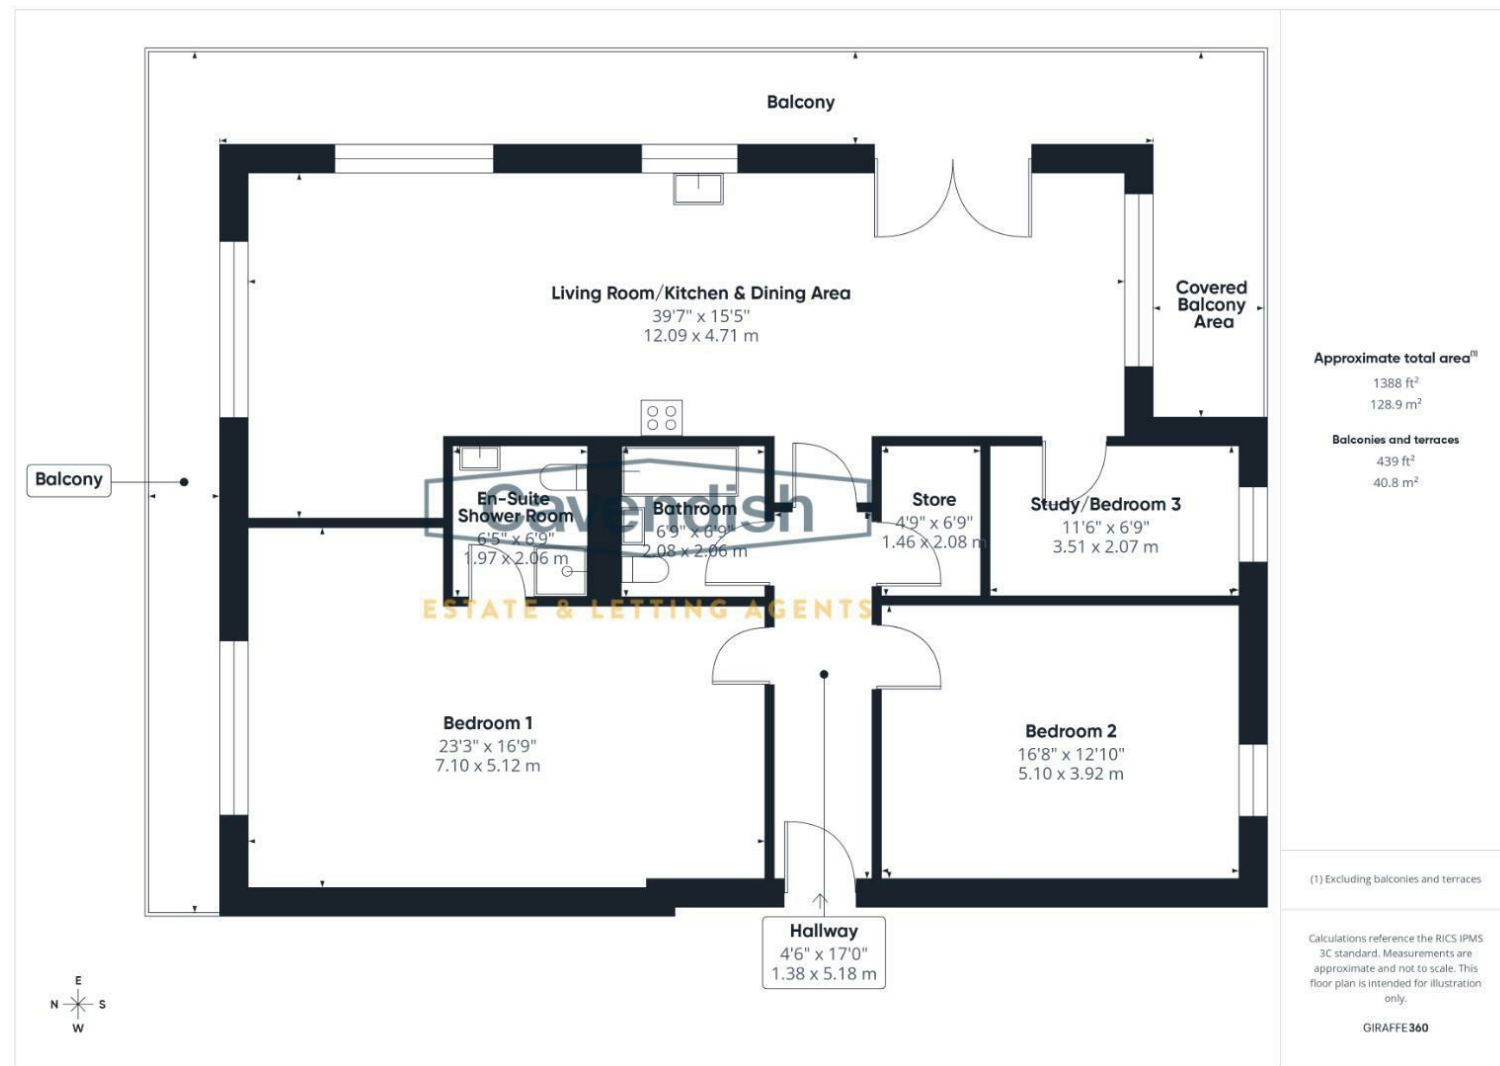 Balcony
Living Room/Kitchen & Dining Area
39'7" x 15'5"
12.09 x 4.71 m
Covered
Balcony
Area
Balcony
En-Suite
Shower Room
6'5" x 6'9"
1.97 x 2.06 m
Bathroom
6'9" x 6'9"
2.08 x 2.06 m
Store
4'9" x 6'9"
1.46 x 2.08 m
Study/Bedroom 3
11'6" x 6'9"
3.51 x 2.07 m
Cavendish
ESTATE & LETTING AGENTS
Bedroom 1
23'3" x 16'9"
7.10 x 5.12 m
Bedroom 2
16'8" x 12'10"
5.10 x 3.92 m
Hallway
4'6" x 17'0"
1.38 x 5.18 m
E
N S
W
Approximate total area(1)
1388 ft²
128.9 m²
Balconies and terraces
439 ft²
40.8 m²
(1) Excluding balconies and terraces
Calculations reference the RICS IPMS
3C standard. Measurements are
approximate and not to scale. This
floor plan is intended for illustration
only.
GIRAFFE360